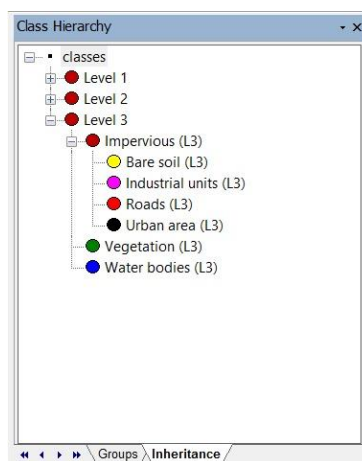 Class Hierarchy
classes
Level 1
Level 2
Level 3
Impervious (L3)
Bare soil (L3)
Industrial units (L3)
Roads (L3)
Urban area (L3)
Vegetation (L3)
Water bodies (L3)
Groups Inheritance